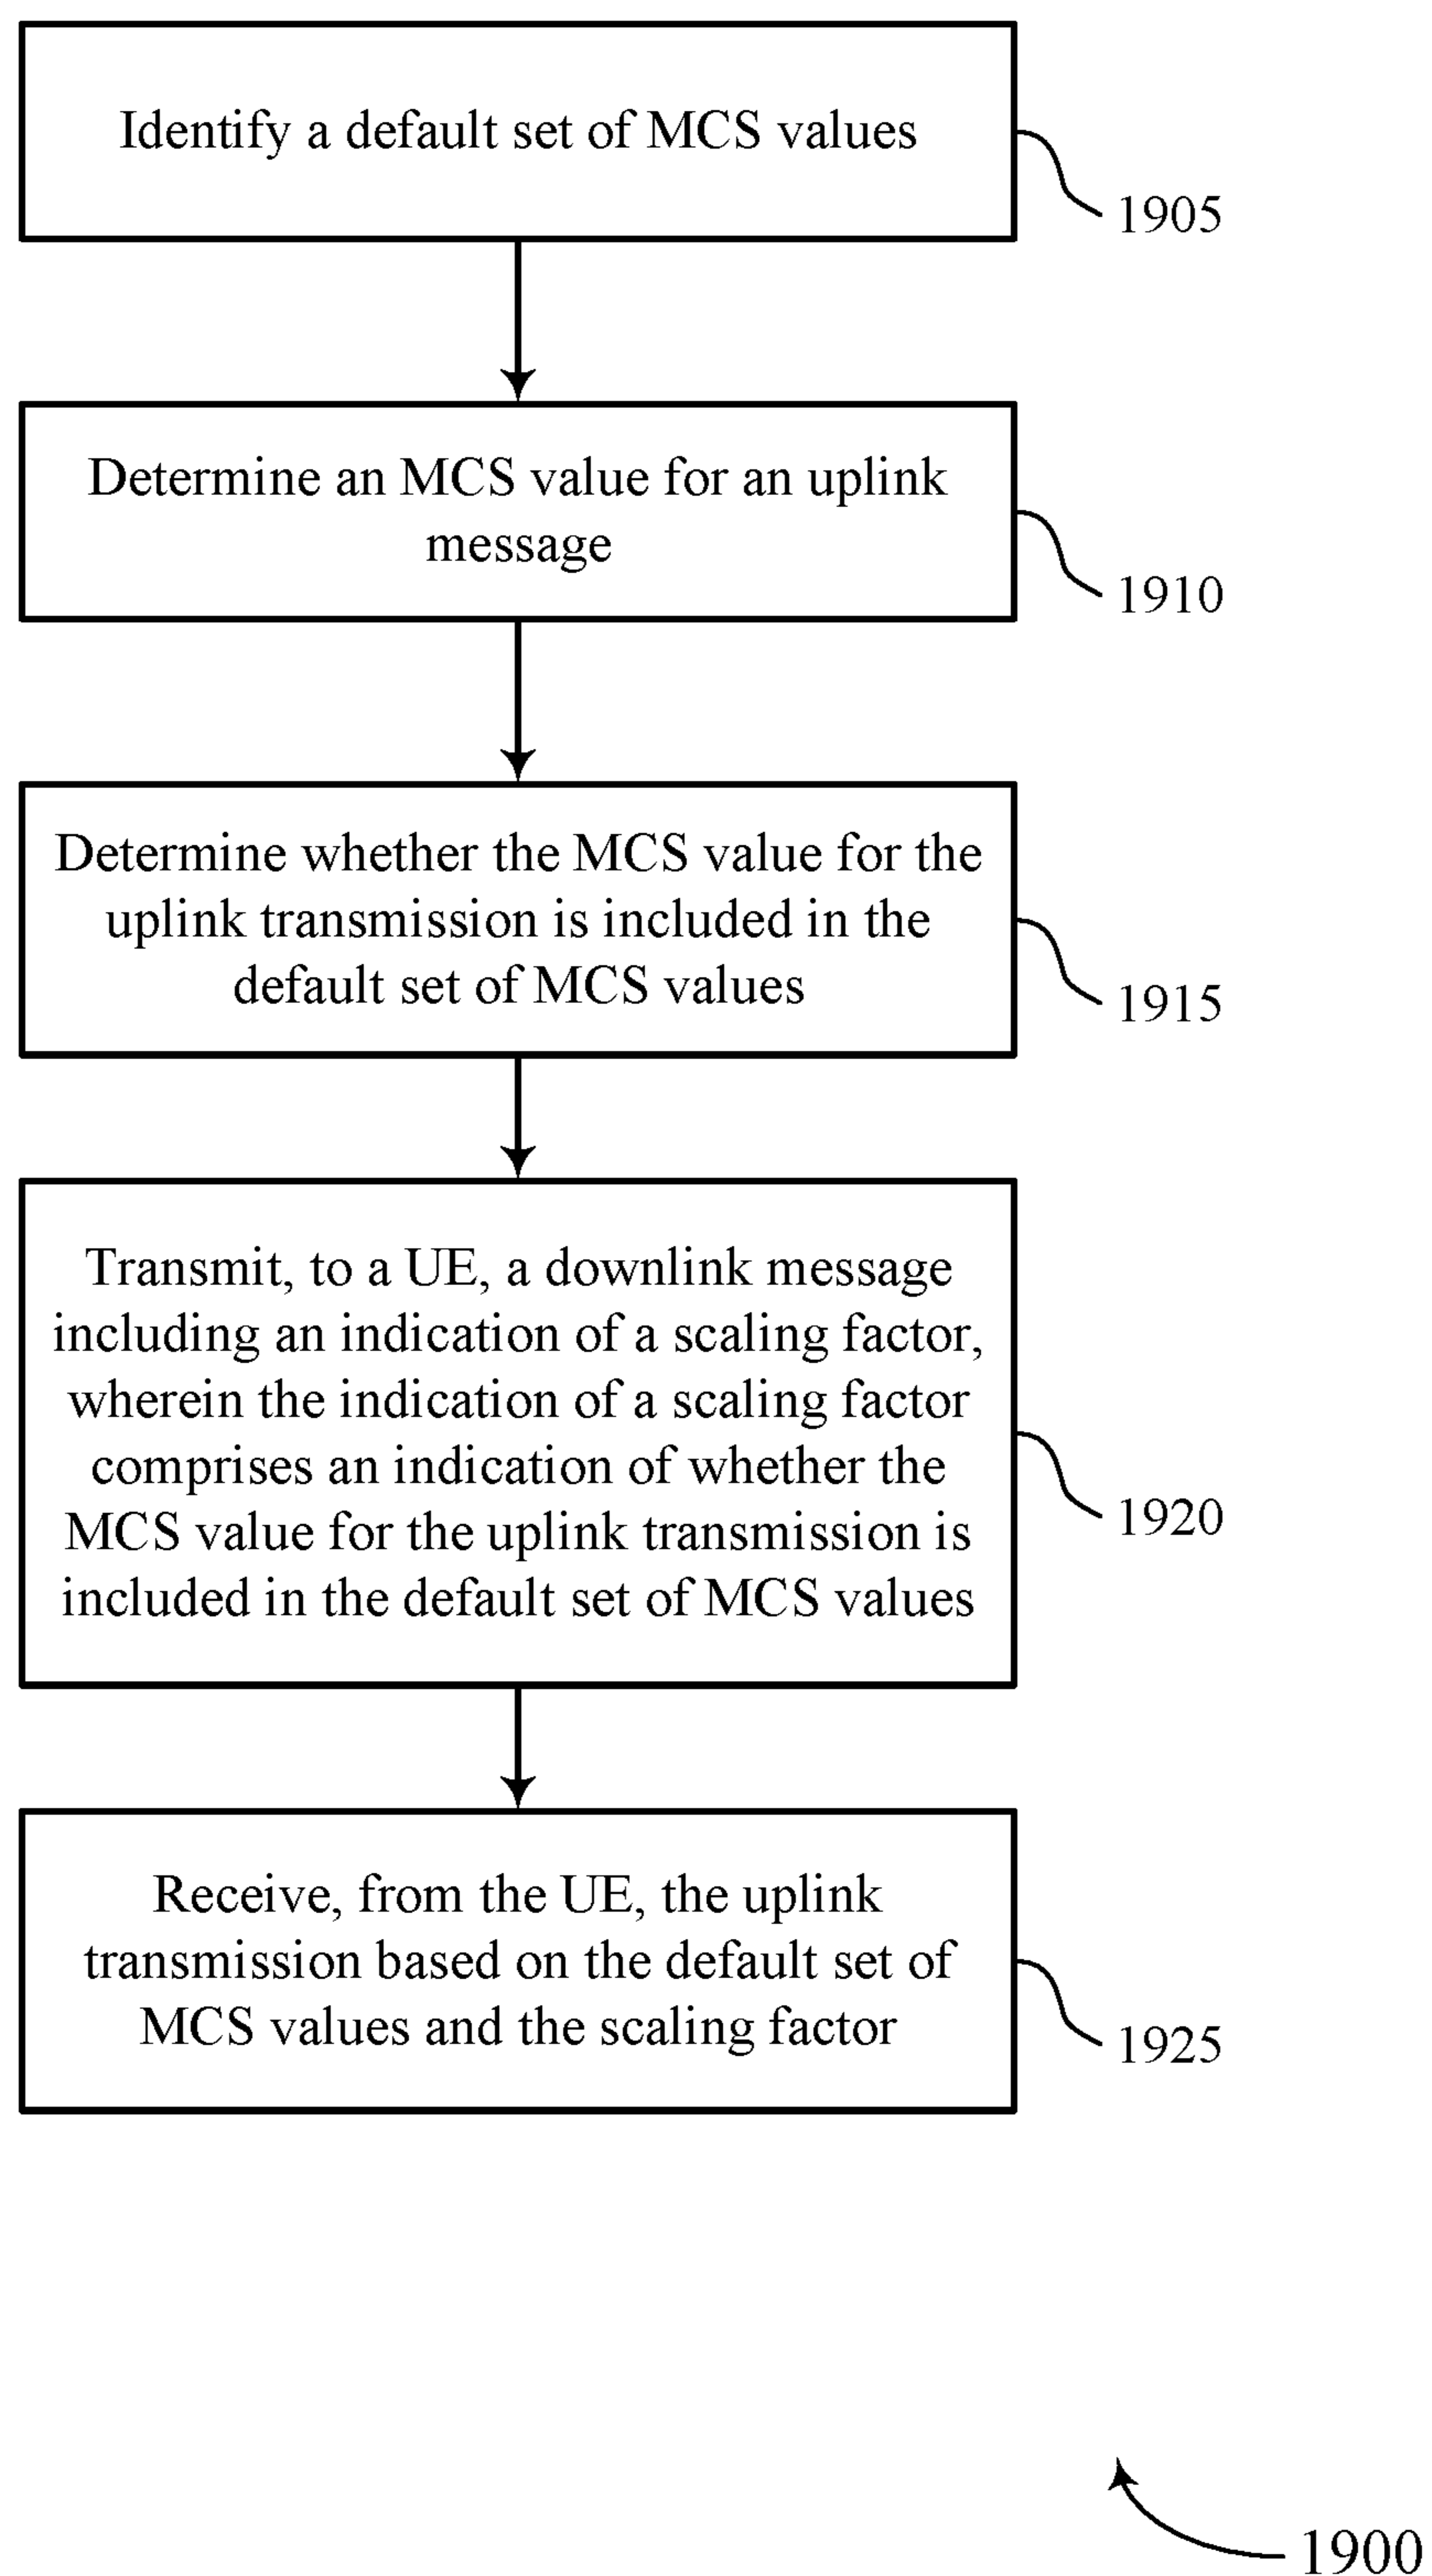 Identify a default set of MCS values
1905
Determine an MCS value for an uplink
message
1910
Determine whether the MCS value for the
uplink transmission is included in the
default set of MCS values
1915
Transmit, to a UE, a downlink message
including an indication of a scaling factor,
wherein the indication of a scaling factor
comprises an indication of whether the
MCS value for the uplink transmission is
included in the default set of MCS values
1920
Receive, from the UE, the uplink
transmission based on the default set of
MCS values and the scaling factor
1925
1900